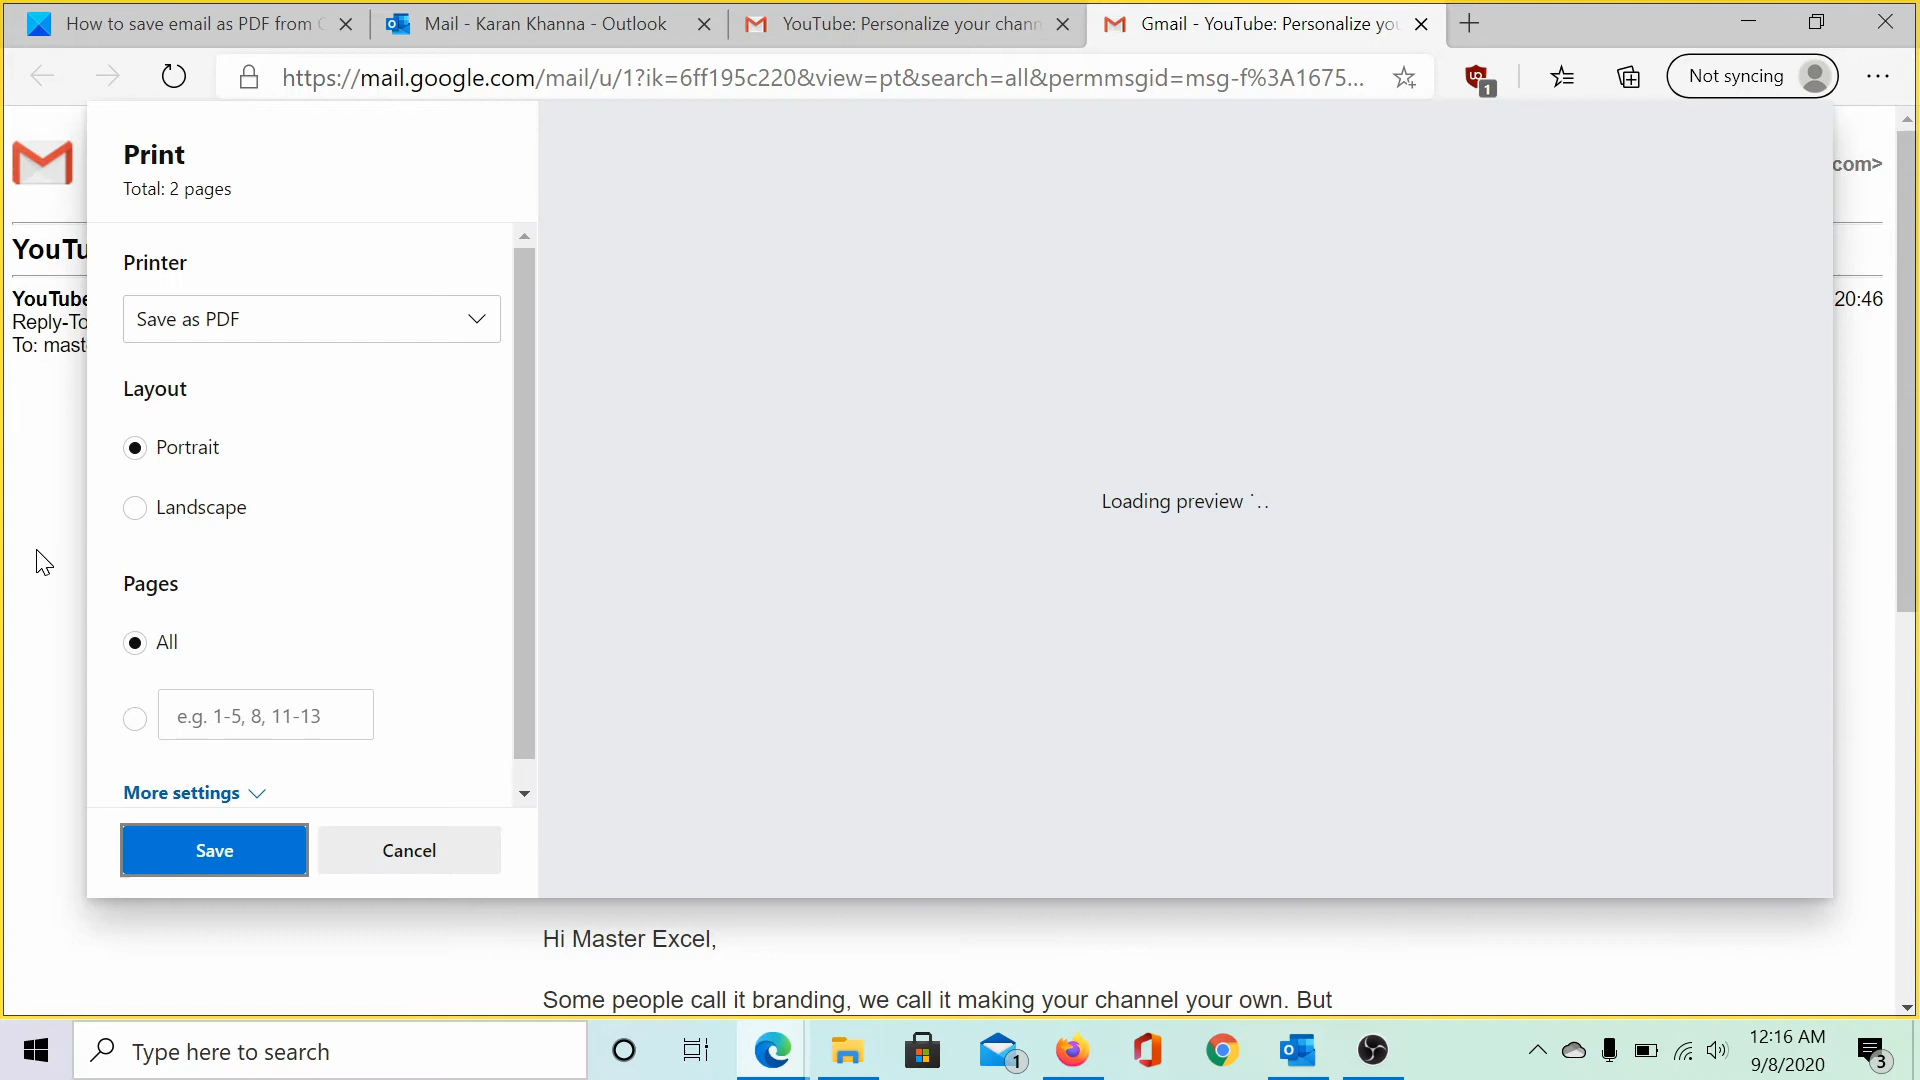 How to save email as PDF from
Mail - Karan Khanna - Outlook
YouTube: Personalize your chann
Gmail - YouTube: Personalize yo
https://mail.google.com/mail/u/1?ik=6ff195c220&view=pt&search=all&permmsgid=msg-f%3A1675...
1
Not syncing
Print
Total: 2 pages
com>
YouTu
Printer
YouTube
20:46
Reply-To
Save as PDF
To: mast
Layout
Portrait
Landscape
Loading preview ...
Pages
All
e.g. 1-5, 8, 11-13
More settings
Save
Cancel
Hi Master Excel,
Some people call it branding, we call it making your channel your own. But
Type here to search
1
12:16 AM
9/8/2020
3